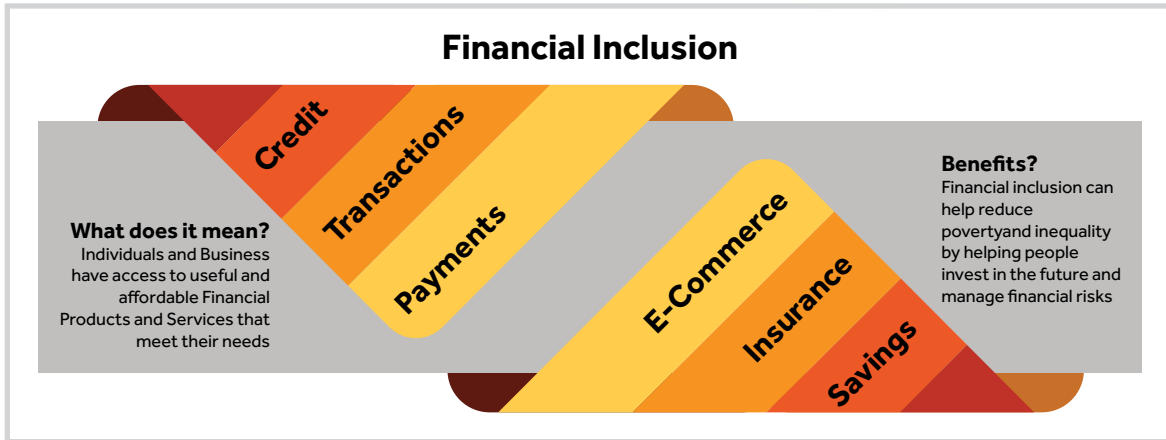 Financial Inclusion
Credit
Transactions
Payments
What does it mean?
Individuals and Business
have access to useful and
affordable Financial
Products and Services that
meet their needs
E-Commerce
Insurance
Savings
Benefits?
Financial inclusion can
help reduce
povertyand inequality
by helping people
invest in the future and
manage financial risks